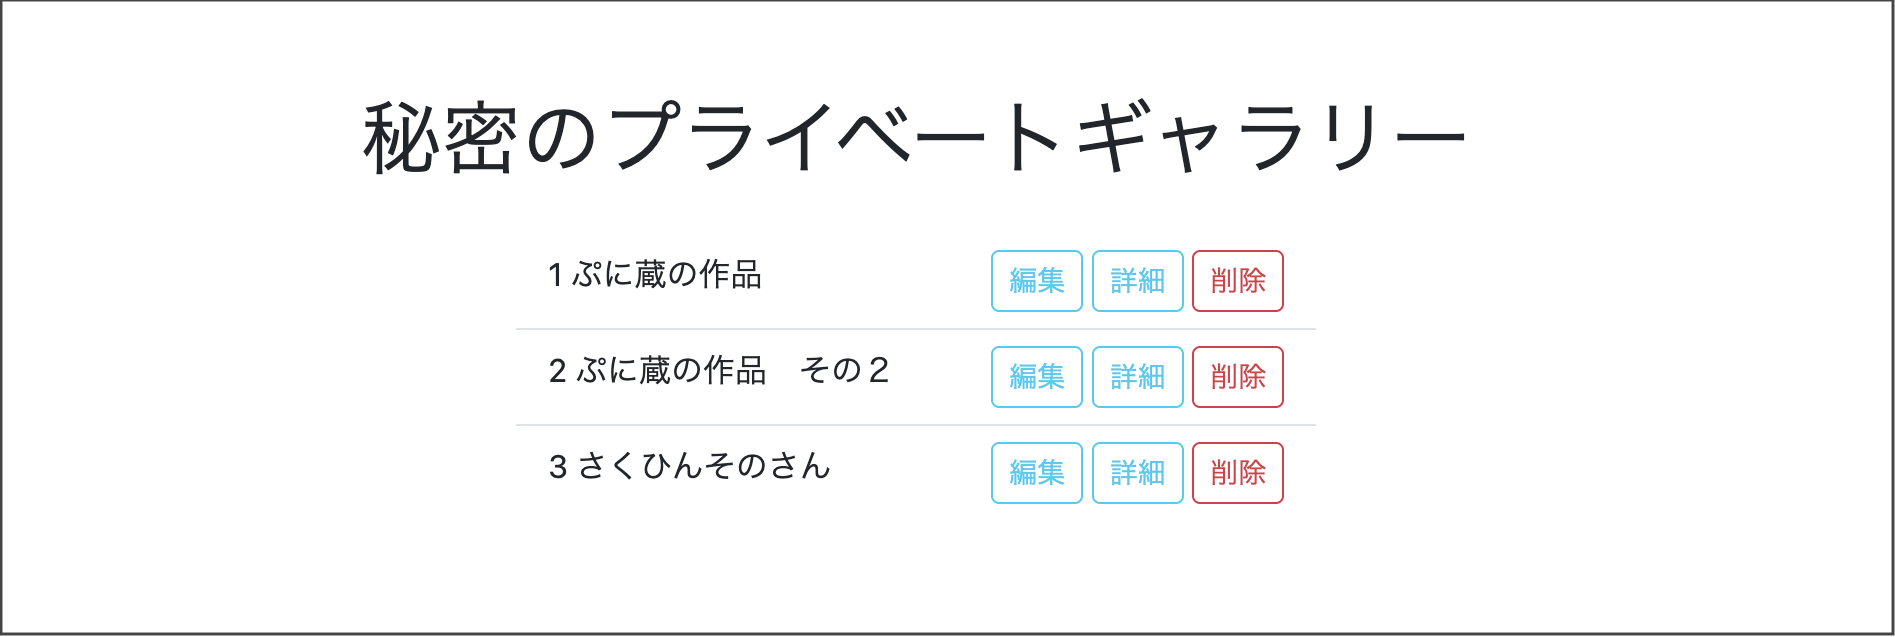 秘密のプライベートギャラリー
1 ぷに蔵の作品 編集 詳細 削除
2 ぷに蔵の作品　その２ 編集 詳細 削除
3 さくひんそのさん 編集 詳細 削除